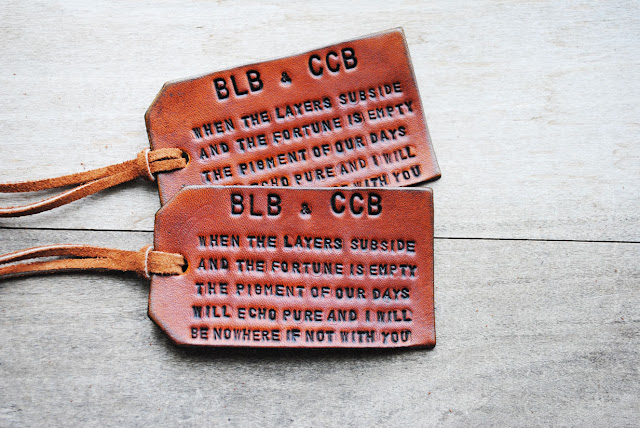 BLB & CCB
WHEN THE LAYERS SUBSIDE
AND THE FORTUNE IS EMPTY
THE PIGMENT OF OUR DAYS
ECHO PURE AND I WILL
IF NOT WITH YOU
BLB & CCB
WHEN THE LAYERS SUBSIDE
AND THE FORTUNE IS EMPTY
THE PIGMENT OF OUR DAYS
WILL ECHO PURE AND I WILL
BE NOWHERE IF NOT WITH YOU